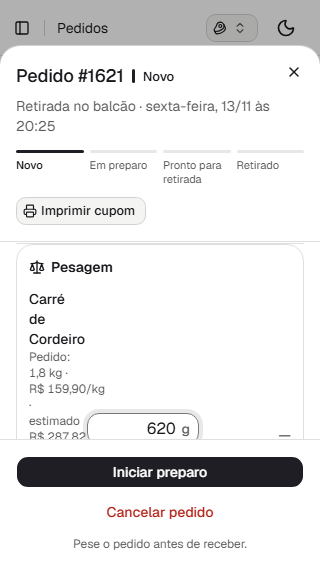 Pedidos
Pedido #1621 Novo
Retirada no balcão · sexta-feira, 13/11 às
20:25
Novo
Em preparo
Pronto para
retirada
Retirado
Imprimir cupom
Pesagem
Carré
de
Cordeiro
Pedido:
1,8 kg ·
R$ 159,90/kg
·
estimado
R$ 287,82
620 g
—
Iniciar preparo
Cancelar pedido
Pese o pedido antes de receber.